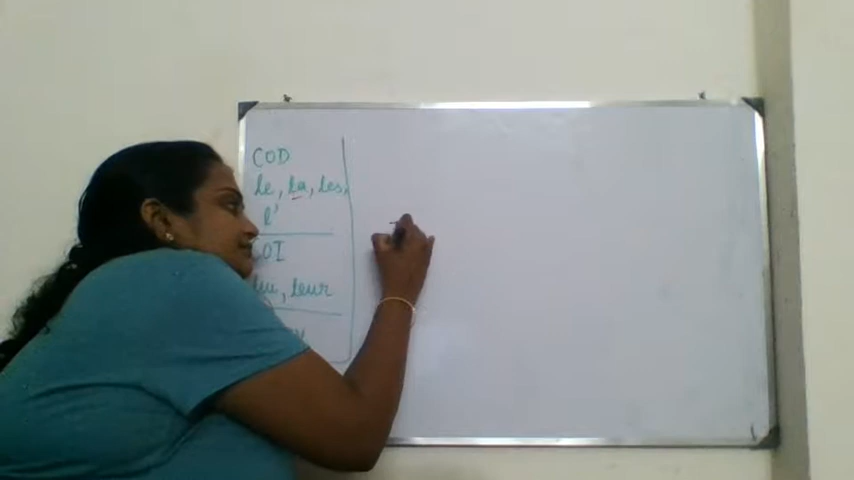 COD
le, la, les,
l'
COI
lui, leur